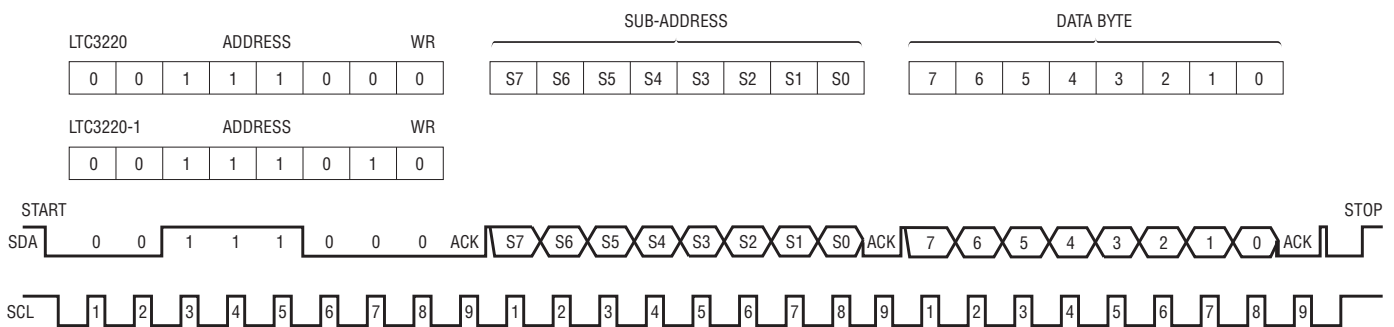 SUB-ADDRESS DATA BYTE
LTC3220 ADDRESS WR
0 0 1 1 1 0 0 0 S7 S6 S5 S4 S3 S2 S1 S0 7 6 5 4 3 2 1 0
LTC3220-1 ADDRESS WR
0 0 1 1 1 0 1 0
START STOP
SDA 0 0 1 1 1 0 0 0 ACK S7 S6 S5 S4 S3 S2 S1 S0 ACK 7 6 5 4 3 2 1 0 ACK
SCL 1 2 3 4 5 6 7 8 9 1 2 3 4 5 6 7 8 9 1 2 3 4 5 6 7 8 9